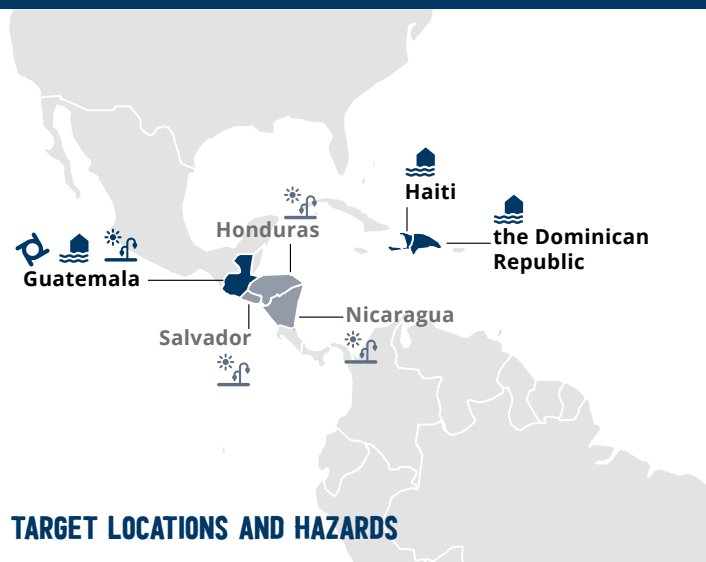 Haiti
the Dominican
Republic
Honduras
Guatemala
Nicaragua
Salvador
TARGET LOCATIONS AND HAZARDS